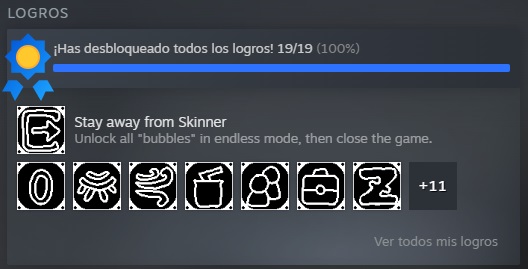 LOGROS
¡Has desbloqueado todos los logros! 19/19 (100%)
Stay away from Skinner
Unlock all "bubbles" in endless mode, then close the game.
+11
Ver todos mis logros